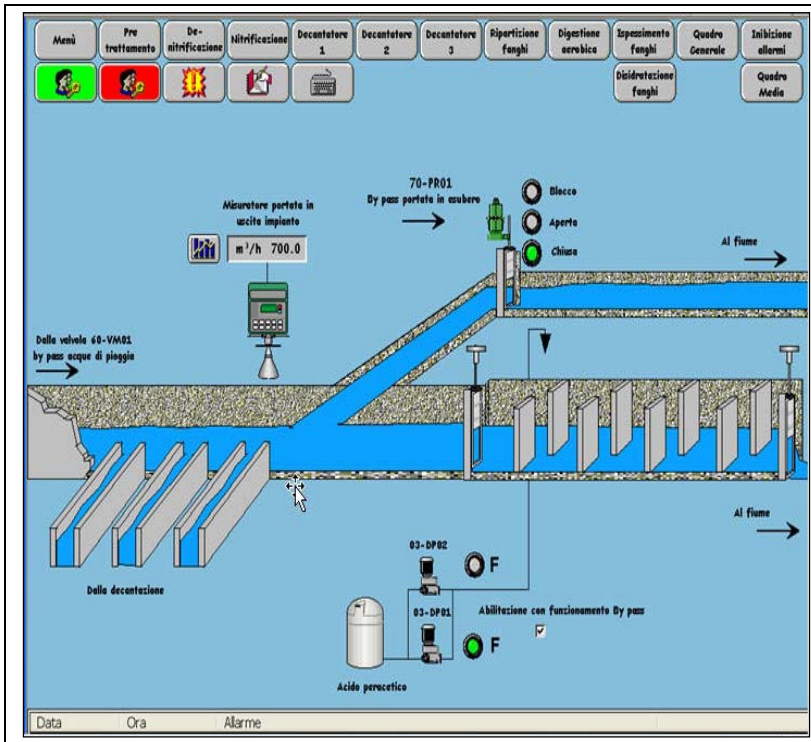 Menù
Pre trattamento
De-nitrificazione
Nitrificazione
Decantatore 1
Decantatore 2
Decantatore 3
Ripartizione fanghi
Digestione aerobica
Ispessimento fanghi
Quadro Generale
Inibizione allarmi
Disidratazione fanghi
Quadro Media
70-PR01
By pass portata in esubero
Blocco
Aperta
Chiusa
Misuratore portata in
uscita impianto
m³/h 700.0
Al fiume
Dalla valvola 60-VM01
by pass acque di pioggia
Al fiume
Dalla decantazione
03-DP02
F
03-DP01
F
Abilitazione con funzionamento By pass
Acido peracetico
Data Ora Allarme